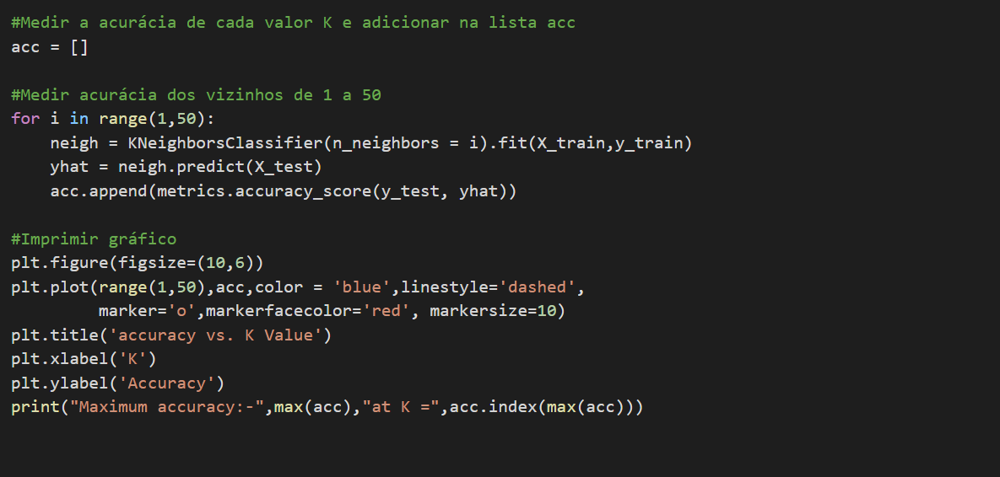 #Medir a acurácia de cada valor K e adicionar na lista acc
acc = []
#Medir acurácia dos vizinhos de 1 a 50
for i in range(1,50):
    neigh = KNeighborsClassifier(n_neighbors = i).fit(X_train,y_train)
    yhat = neigh.predict(X_test)
    acc.append(metrics.accuracy_score(y_test, yhat))
#Imprimir gráfico
plt.figure(figsize=(10,6))
plt.plot(range(1,50),acc,color = 'blue',linestyle='dashed',
         marker='o',markerfacecolor='red', markersize=10)
plt.title('accuracy vs. K Value')
plt.xlabel('K')
plt.ylabel('Accuracy')
print("Maximum accuracy:-",max(acc),"at K =",acc.index(max(acc)))